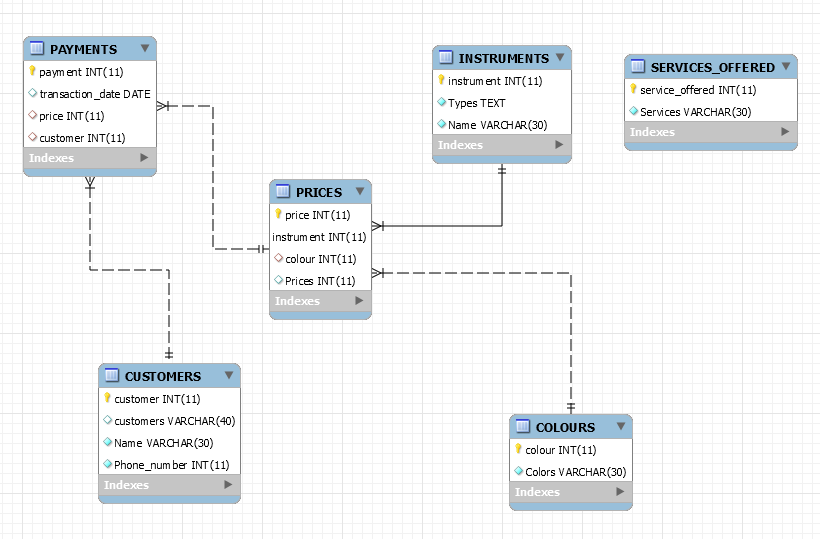 PAYMENTS
payment INT(11)
transaction_date DATE
price INT(11)
customer INT(11)
Indexes
INSTRUMENTS
instrument INT(11)
Types TEXT
Name VARCHAR(30)
Indexes
SERVICES_OFFERED
service_offered INT(11)
Services VARCHAR(30)
Indexes
PRICES
price INT(11)
instrument INT(11)
colour INT(11)
Prices INT(11)
Indexes
CUSTOMERS
customer INT(11)
customers VARCHAR(40)
Name VARCHAR(30)
Phone_number INT(11)
Indexes
COLOURS
colour INT(11)
Colors VARCHAR(30)
Indexes